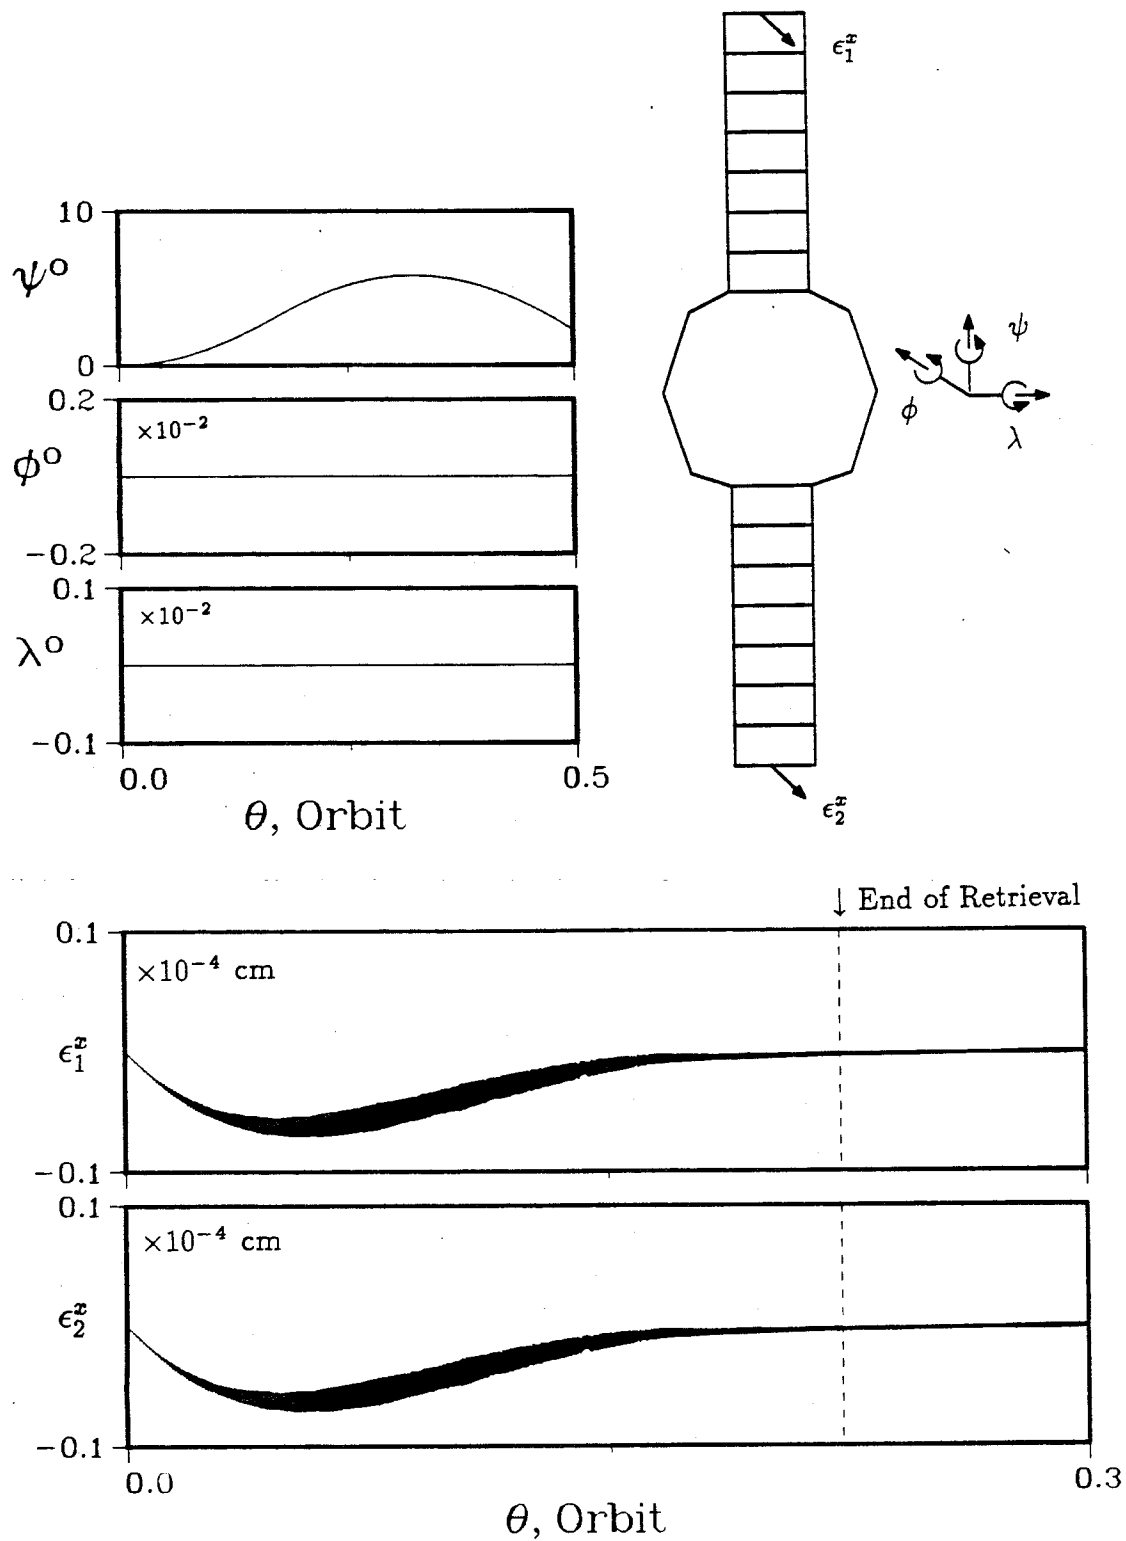 ϵ₁ˣ
10
ψ°
0
ψ
ϕ
λ
0.2
×10⁻²
ϕ°
−0.2
0.1
×10⁻²
λ°
−0.1
0.0
0.5
θ, Orbit
ϵ₂ˣ
↓ End of Retrieval
0.1
×10⁻⁴ cm
ϵ₁ˣ
−0.1
0.1
×10⁻⁴ cm
ϵ₂ˣ
−0.1
0.0
0.3
θ, Orbit